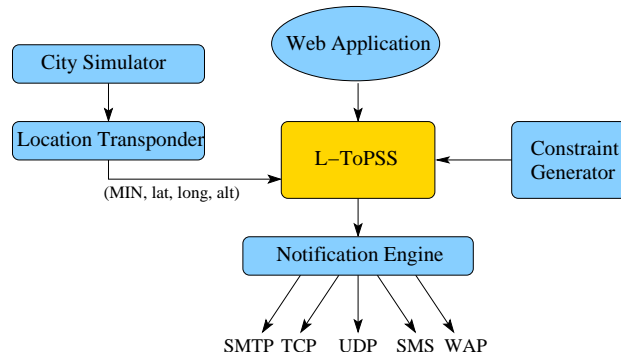 Web Application
City Simulator
Location Transponder
L-ToPSS
Constraint
Generator
(MIN, lat, long, alt)
Notification Engine
SMTP TCP UDP SMS WAP